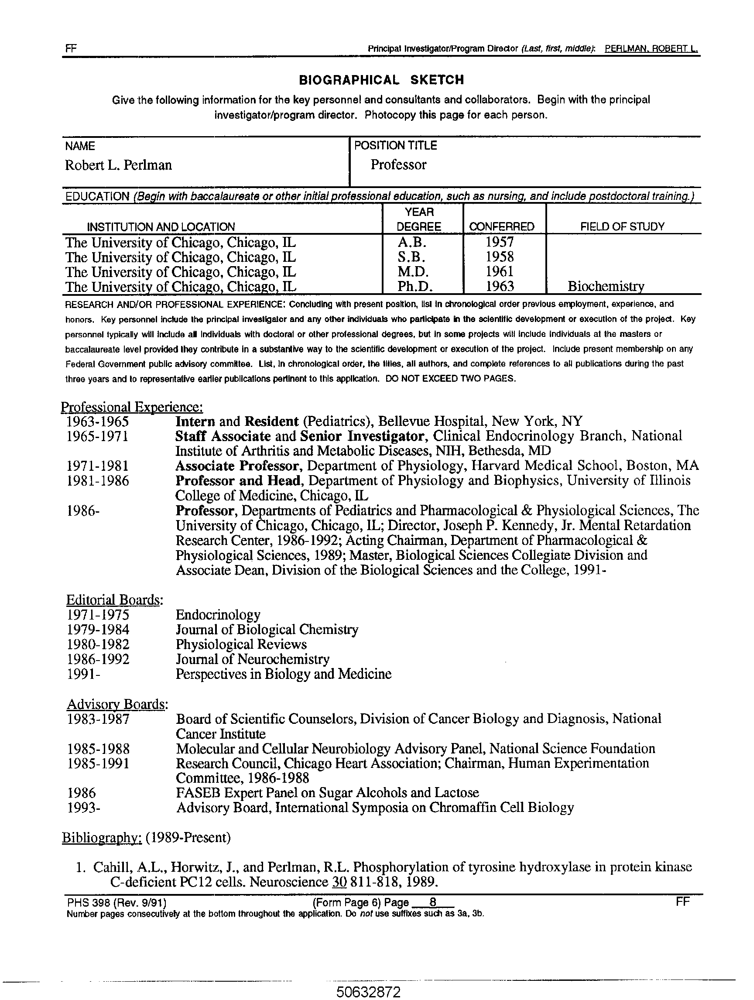 FF Principal Investigator/Program Director (Last, first, middle): PERLMAN, ROBERT L.
BIOGRAPHICAL SKETCH
Give the following information for the key personnel and consultants and collaborators. Begin with the principal
investigator/program director. Photocopy this page for each person.
NAME POSITION TITLE
Robert L. Perlman Professor
EDUCATION (Begin with baccalaureate or other initial professional education, such as nursing, and include postdoctoral training.)
INSTITUTION AND LOCATION DEGREE YEAR CONFERRED FIELD OF STUDY
The University of Chicago, Chicago, IL A.B. 1957
The University of Chicago, Chicago, IL S.B. 1958
The University of Chicago, Chicago, IL M.D. 1961
The University of Chicago, Chicago, IL Ph.D. 1963 Biochemistry
RESEARCH AND/OR PROFESSIONAL EXPERIENCE: Concluding with present position, list in chronological order previous employment, experience, and
honors. Key personnel include the principal investigator and any other individuals who participate in the scientific development or execution of the project. Key
personnel typically will include all individuals with doctoral or other professional degrees, but in some projects will include individuals at the masters or
baccalaureate level provided they contribute in a substantive way to the scientific development or execution of the project. Include present membership on any
Federal Government public advisory committee. List, in chronological order, the titles, all authors, and complete references to all publications during the past
three years and to representative earlier publications pertinent to this application. DO NOT EXCEED TWO PAGES.
Professional Experience:
1963-1965 Intern and Resident (Pediatrics), Bellevue Hospital, New York, NY
1965-1971 Staff Associate and Senior Investigator, Clinical Endocrinology Branch, National
Institute of Arthritis and Metabolic Diseases, NIH, Bethesda, MD
1971-1981 Associate Professor, Department of Physiology, Harvard Medical School, Boston, MA
1981-1986 Professor and Head, Department of Physiology and Biophysics, University of Illinois
College of Medicine, Chicago, IL
1986- Professor, Departments of Pediatrics and Pharmacological & Physiological Sciences, The
University of Chicago, Chicago, IL; Director, Joseph P. Kennedy, Jr. Mental Retardation
Research Center, 1986-1992; Acting Chairman, Department of Pharmacological &
Physiological Sciences, 1989; Master, Biological Sciences Collegiate Division and
Associate Dean, Division of the Biological Sciences and the College, 1991-
Editorial Boards:
1971-1975 Endocrinology
1979-1984 Journal of Biological Chemistry
1980-1982 Physiological Reviews
1986-1992 Journal of Neurochemistry
1991- Perspectives in Biology and Medicine
Advisory Boards:
1983-1987 Board of Scientific Counselors, Division of Cancer Biology and Diagnosis, National
Cancer Institute
1985-1988 Molecular and Cellular Neurobiology Advisory Panel, National Science Foundation
1985-1991 Research Council, Chicago Heart Association; Chairman, Human Experimentation
Committee, 1986-1988
1986 FASEB Expert Panel on Sugar Alcohols and Lactose
1993- Advisory Board, International Symposia on Chromaffin Cell Biology
Bibliography: (1989-Present)
1. Cahill, A.L., Horwitz, J., and Perlman, R.L. Phosphorylation of tyrosine hydroxylase in protein kinase
C-deficient PC12 cells. Neuroscience 30 811-818, 1989.
PHS 398 (Rev. 9/91) (Form Page 6) Page 8 FF
Number pages consecutively at the bottom throughout the application. Do not use suffixes such as 3a, 3b.
50632872